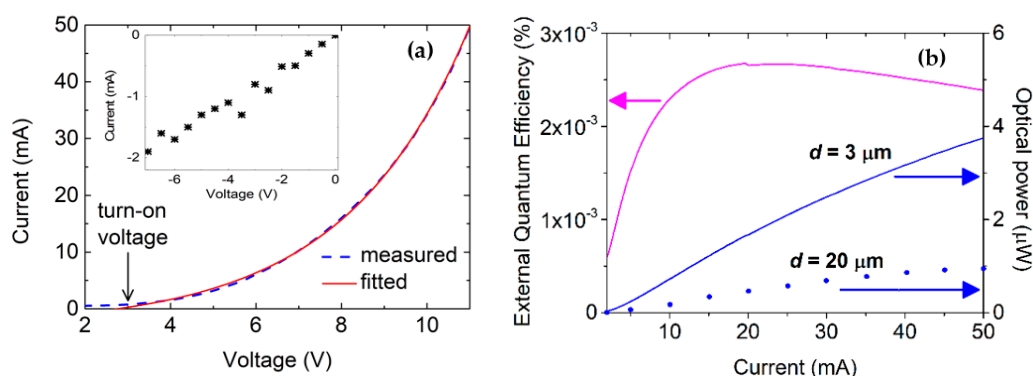 (a)
50
40
30
20
10
0
Current (mA)
2
4
6
8
10
Voltage (V)
turn-on
voltage
measured
fitted
0
-1
-2
Current (mA)
-6
-4
-2
0
Voltage (V)
(b)
3x10⁻³
2x10⁻³
1x10⁻³
0
External Quantum Efficiency (%)
d = 3 μm
d = 20 μm
6
4
2
0
Optical power (μW)
10
20
30
40
50
Current (mA)